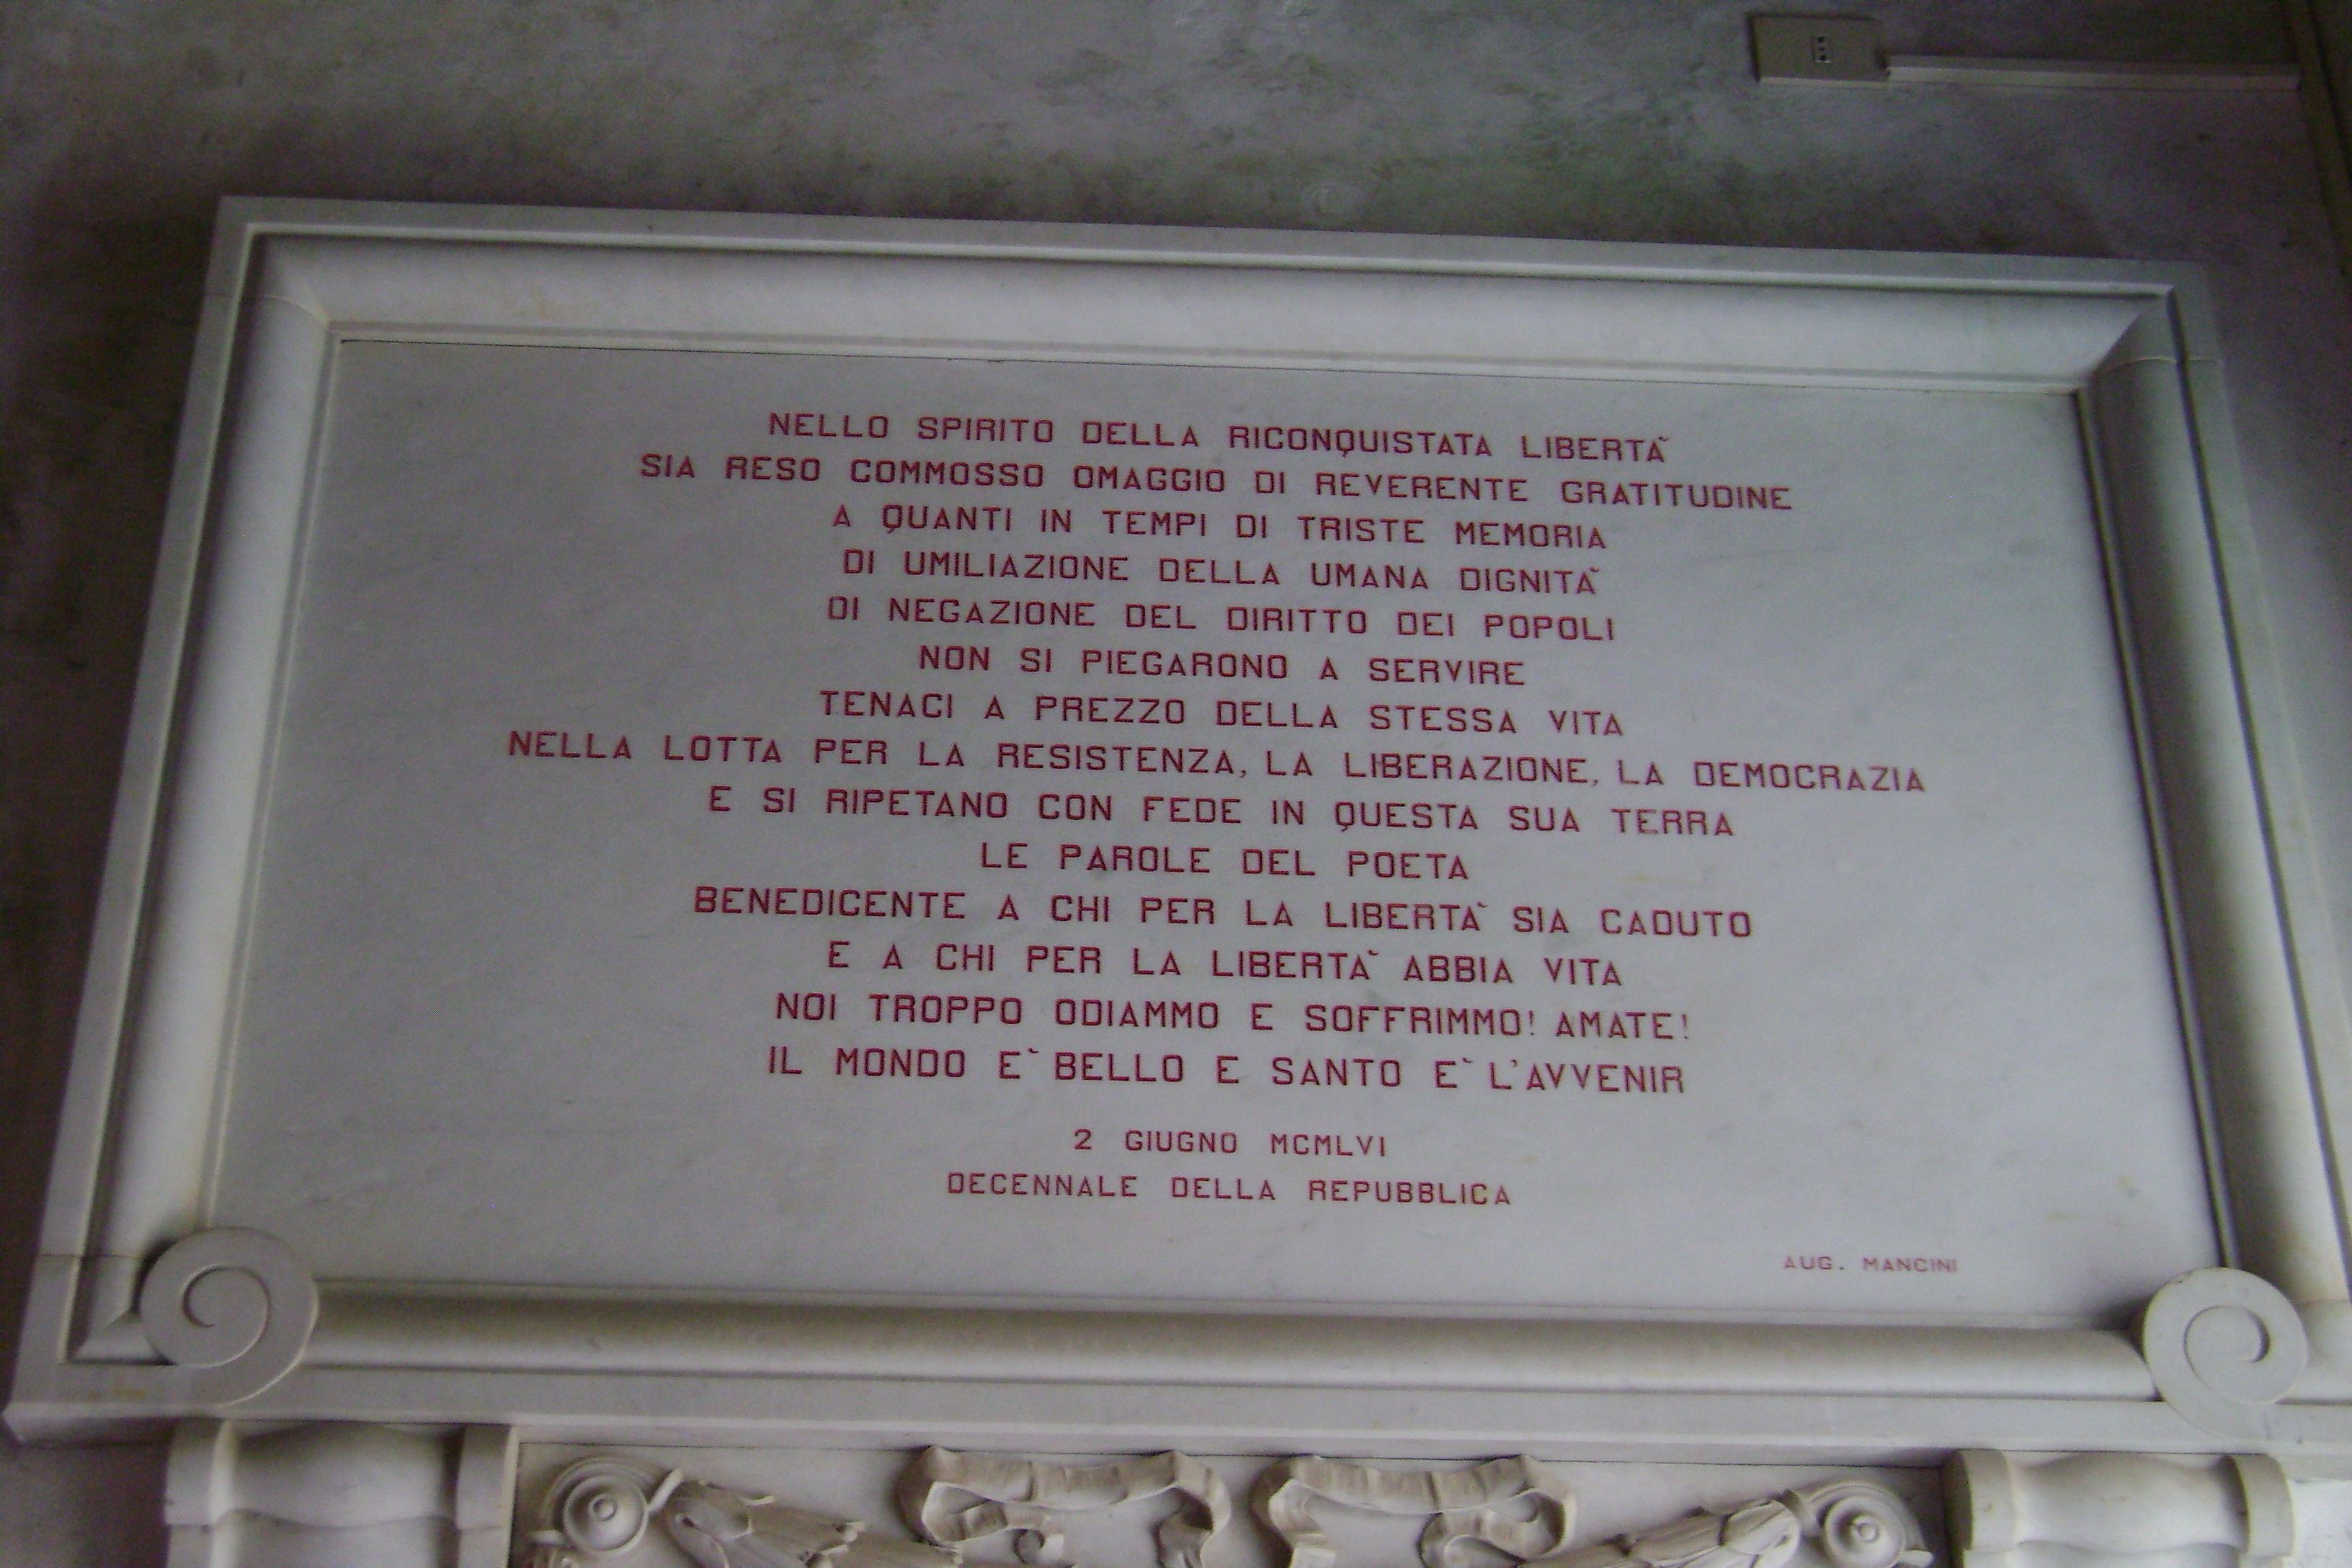 NELLO SPIRITO DELLA RICONQUISTATA LIBERTÀ
SIA RESO COMMOSSO OMAGGIO DI REVERENTE GRATITUDINE
A QUANTI IN TEMPI DI TRISTE MEMORIA
DI UMILIAZIONE DELLA UMANA DIGNITÀ
DI NEGAZIONE DEL DIRITTO DEI POPOLI
NON SI PIEGARONO A SERVIRE
TENACI A PREZZO DELLA STESSA VITA
NELLA LOTTA PER LA RESISTENZA, LA LIBERAZIONE, LA DEMOCRAZIA
E SI RIPETANO CON FEDE IN QUESTA SUA TERRA
LE PAROLE DEL POETA
BENEDICENTE A CHI PER LA LIBERTÀ SIA CADUTO
E A CHI PER LA LIBERTÀ ABBIA VITA
NOI TROPPO ODIAMMO E SOFFRIMMO! AMATE!
IL MONDO È BELLO E SANTO È L'AVVENIR
2 GIUGNO MCMLVI
DECENNALE DELLA REPUBBLICA
AUG. MANCINI